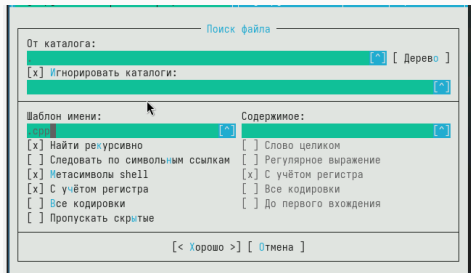 Поиск файла
От каталога:
. [^] [ Дерево ]
[x] Игнорировать каталоги:
[^]
Шаблон имени: Содержимое:
.cpp [^] [^]
[x] Найти рекурсивно [ ] Слово целиком
[ ] Следовать по символьным ссылкам [ ] Регулярное выражение
[x] Метасимволы shell [x] С учётом регистра
[x] С учётом регистра [ ] Все кодировки
[ ] Все кодировки [ ] До первого вхождения
[ ] Пропускать скрытые
[< Хорошо >] [ Отмена ]